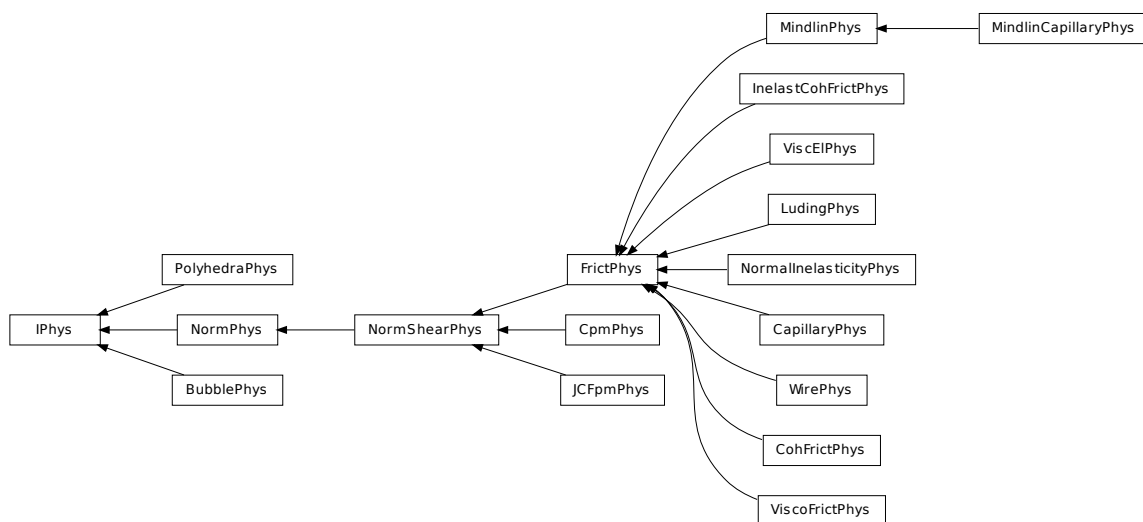 MindlinPhys
MindlinCapillaryPhys
InelastCohFrictPhys
ViscElPhys
LudingPhys
PolyhedraPhys
FrictPhys
NormalInelasticityPhys
IPhys
NormPhys
NormShearPhys
CpmPhys
CapillaryPhys
BubblePhys
JCFpmPhys
WirePhys
CohFrictPhys
ViscoFrictPhys